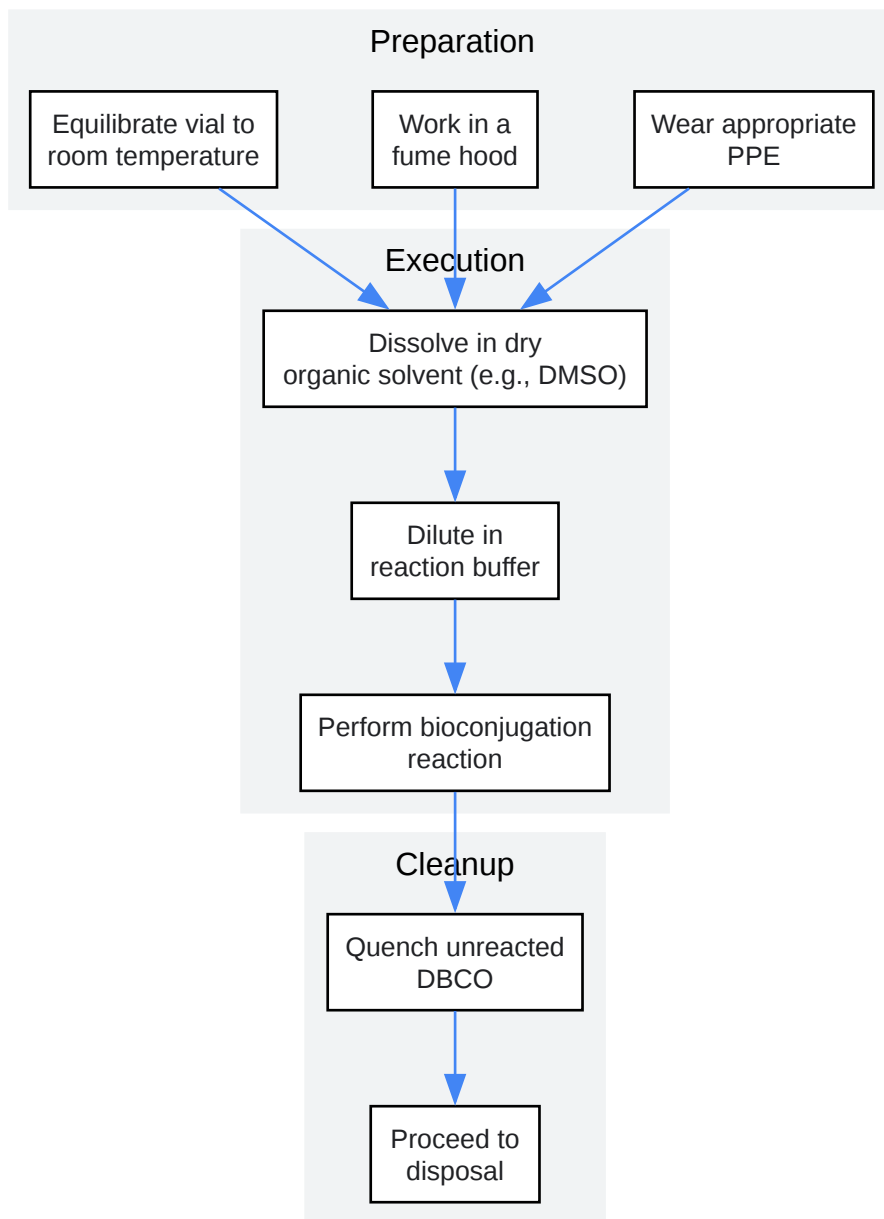 Preparation
Equilibrate vial to
room temperature
Work in a
fume hood
Wear appropriate
PPE
Execution
Dissolve in dry
organic solvent (e.g., DMSO)
Dilute in
reaction buffer
Perform bioconjugation
reaction
Cleanup
Quench unreacted
DBCO
Proceed to
disposal